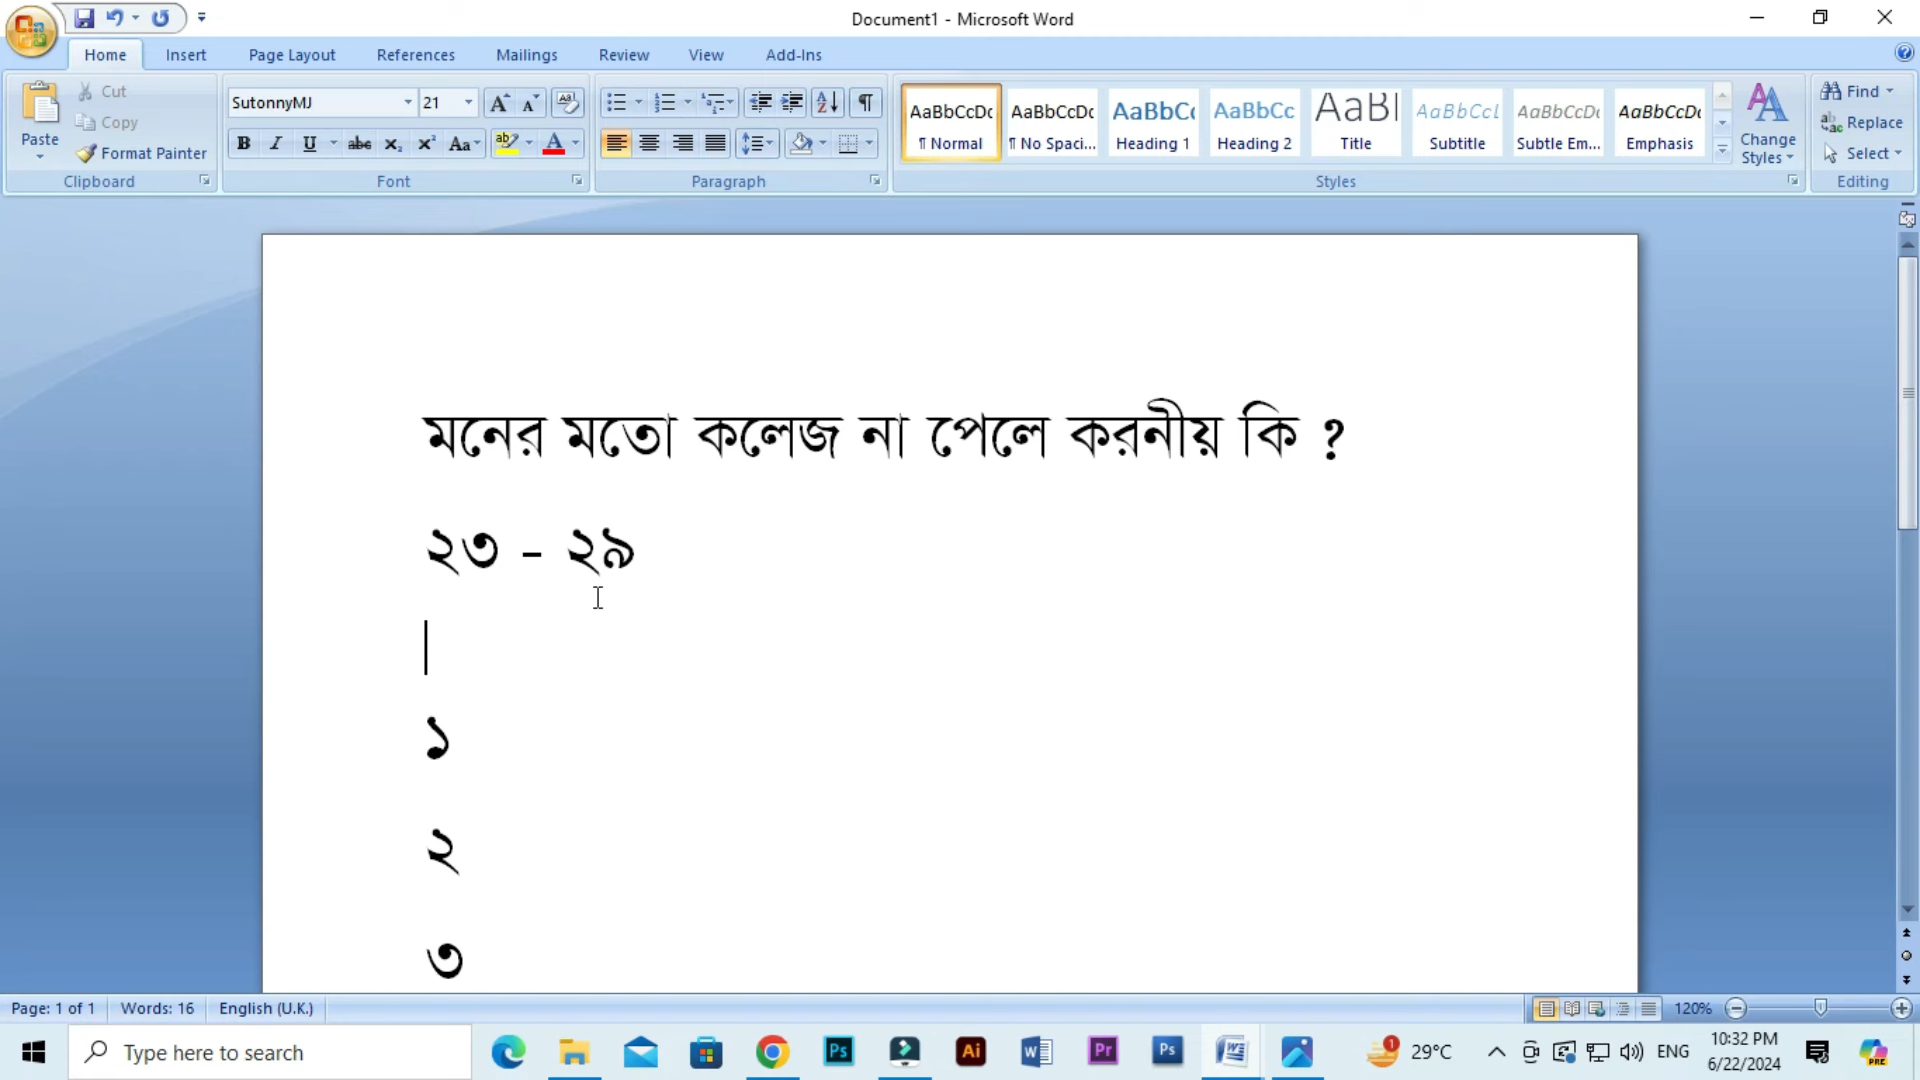 Document1 - Microsoft Word
Home Insert Page Layout References Mailings Review View Add-Ins
Paste
Cut
Copy
Format Painter
Clipboard
SutonnyMJ 21
B I U abc X₂ X² Aa
Font
Paragraph
AaBbCcDc AaBbCcDc AaBbCc AaBbCc AaBl AaBbCcl AaBbCcDc AaBbCcDc
¶ Normal ¶ No Spaci... Heading 1 Heading 2 Title Subtitle Subtle Em... Emphasis
Change Styles
Styles
Find
Replace
Select
Editing
মনের মতো কলেজ না পেলে করনীয় কি ?
২৩ - ২৯
১
২
৩
Page: 1 of 1 Words: 16 English (U.K.) 120%
Type here to search
29°C ENG
10:32 PM
6/22/2024